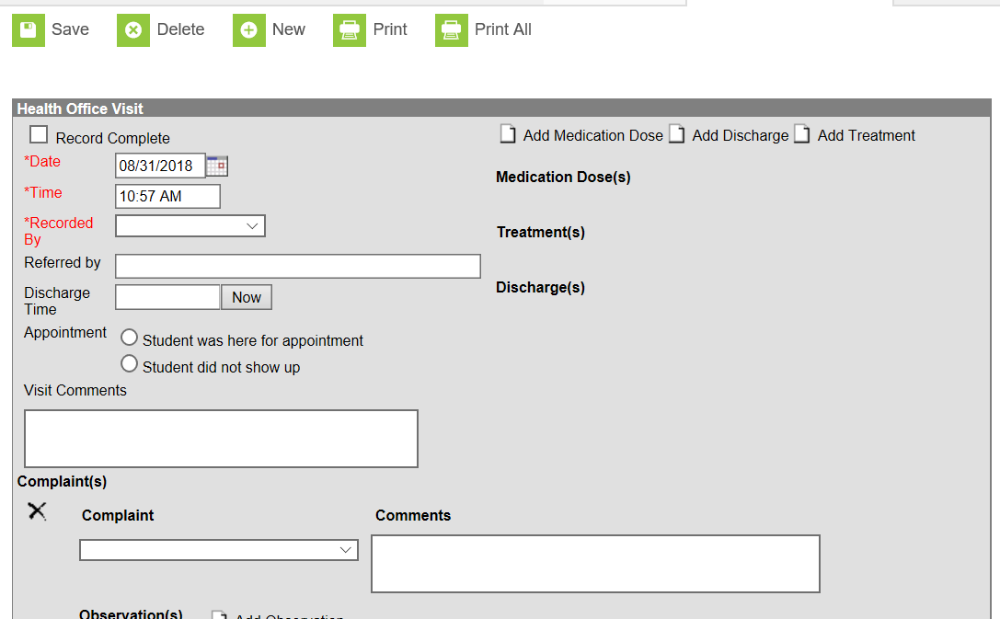 Save Delete New Print Print All
Health Office Visit
Record Complete
Add Medication Dose Add Discharge Add Treatment
*Date 08/31/2018
Medication Dose(s)
*Time 10:57 AM
*Recorded
By
Treatment(s)
Referred by
Discharge
Time
Now
Discharge(s)
Appointment Student was here for appointment
Student did not show up
Visit Comments
Complaint(s)
Complaint Comments
Observation(s) Add Observation